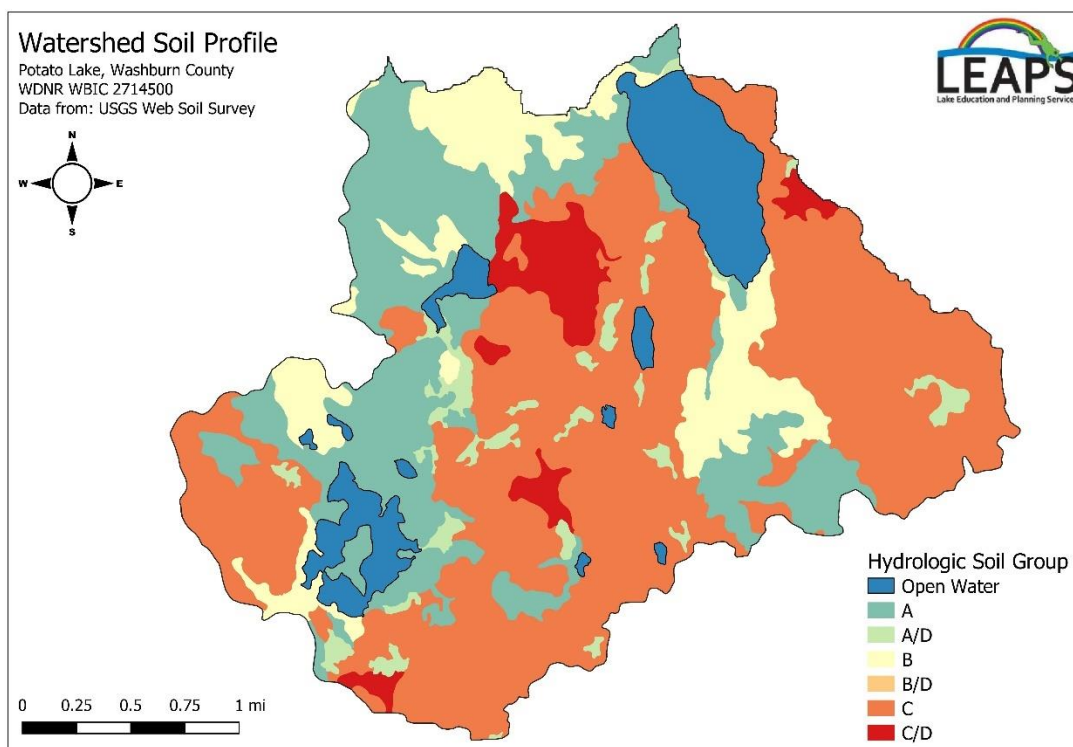 Watershed Soil Profile
Potato Lake, Washburn County
WDNR WBIC 2714500
Data from: USGS Web Soil Survey
N
W
E
S
LEAPS
Lake Education and Planning Service
Hydrologic Soil Group
Open Water
A
A/D
B
B/D
C
C/D
0 0.25 0.5 0.75 1 mi